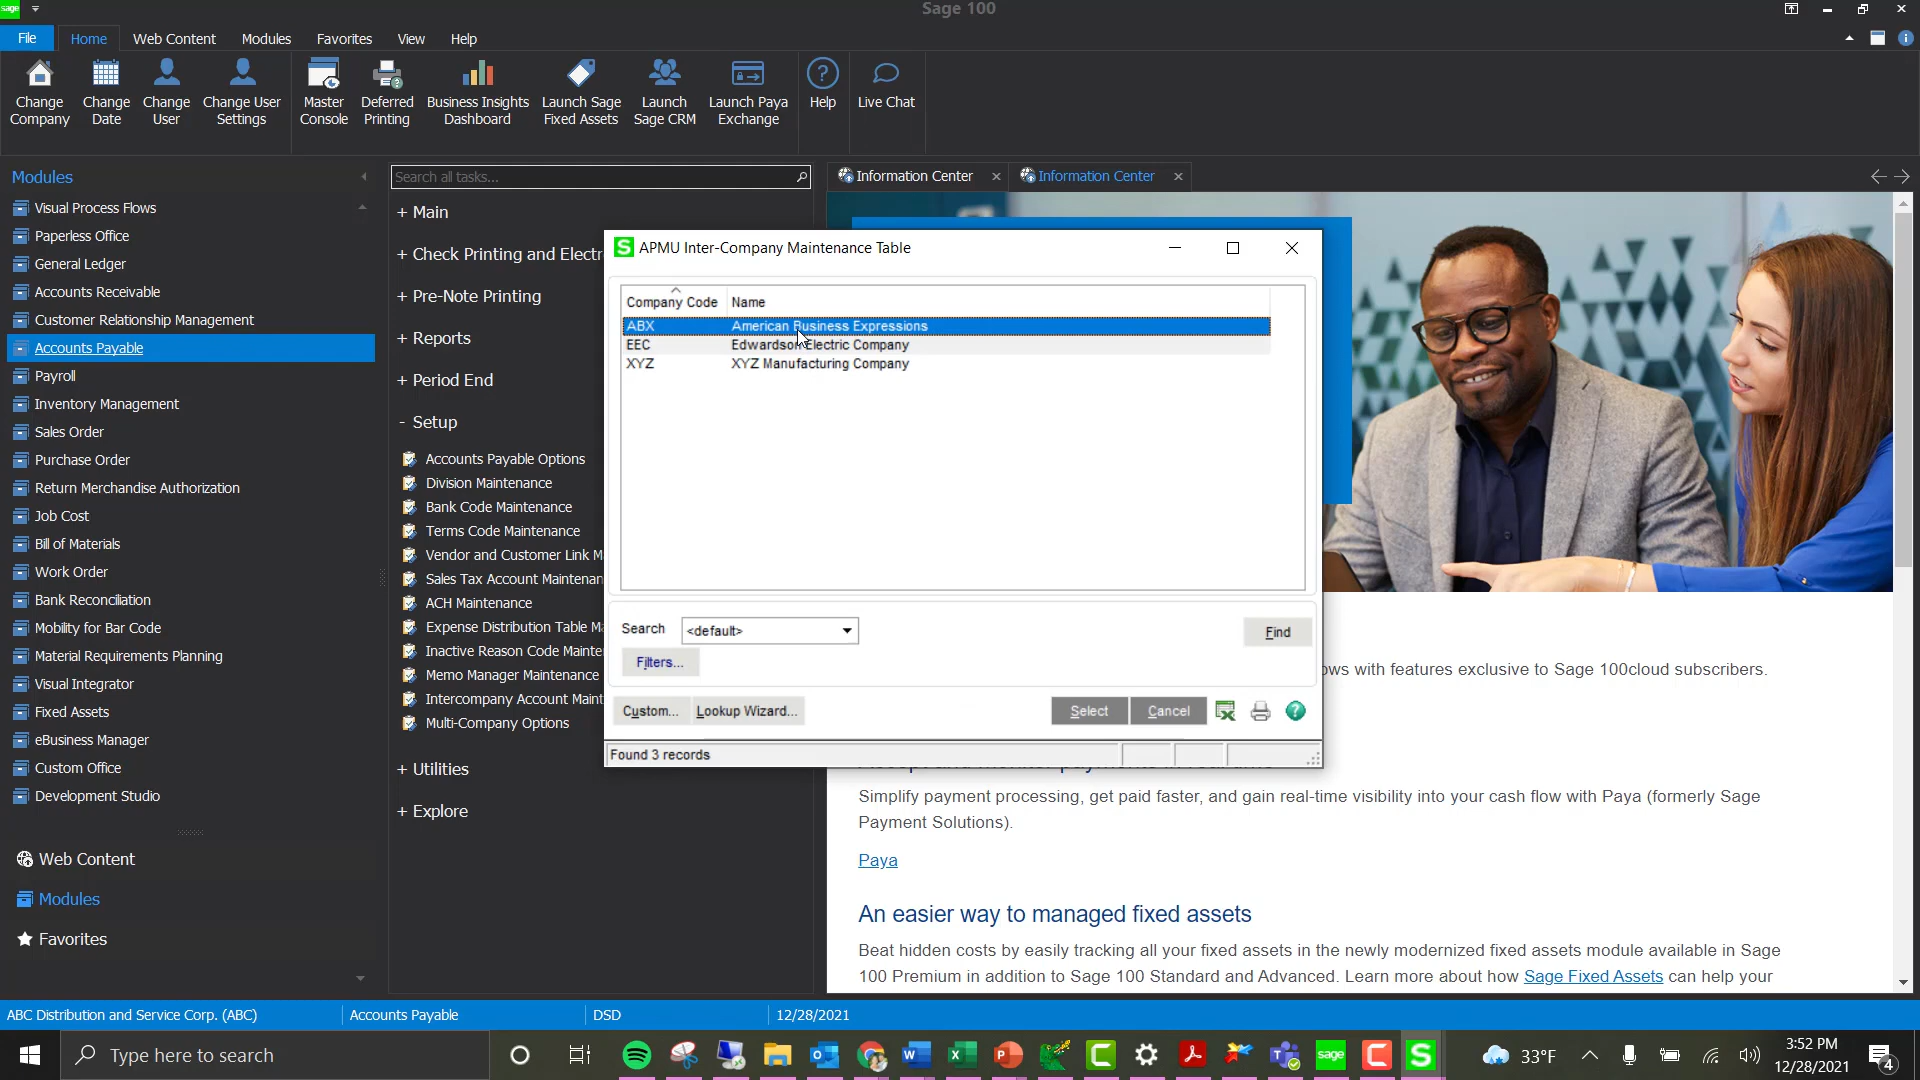 sage
Sage 100
File Home Web Content Modules Favorites View Help
Change Company
Change Date
Change User
Change User Settings
Master Console
Deferred Printing
Business Insights Dashboard
Launch Sage Fixed Assets
Launch Sage CRM
Launch Paya Exchange
Help
Live Chat
Modules
Visual Process Flows
Paperless Office
General Ledger
Accounts Receivable
Customer Relationship Management
Accounts Payable
Payroll
Inventory Management
Sales Order
Purchase Order
Return Merchandise Authorization
Job Cost
Bill of Materials
Work Order
Bank Reconciliation
Mobility for Bar Code
Material Requirements Planning
Visual Integrator
Fixed Assets
eBusiness Manager
Custom Office
Development Studio
Web Content
Modules
Favorites
Search all tasks...
+ Main
+ Check Printing and Electr
+ Pre-Note Printing
+ Reports
+ Period End
- Setup
Accounts Payable Options
Division Maintenance
Bank Code Maintenance
Terms Code Maintenance
Vendor and Customer Link M
Sales Tax Account Maintenan
ACH Maintenance
Expense Distribution Table M
Inactive Reason Code Mainte
Memo Manager Maintenance
Intercompany Account Maint
Multi-Company Options
+ Utilities
+ Explore
Information Center
Information Center
APMU Inter-Company Maintenance Table
Company Code Name
ABX American Business Expressions
EEC Edwardson Electric Company
XYZ XYZ Manufacturing Company
Search <default> Find
Filters...
Custom... Lookup Wizard... Select Cancel
Found 3 records
ows with features exclusive to Sage 100cloud subscribers.
Simplify payment processing, get paid faster, and gain real-time visibility into your cash flow with Paya (formerly Sage
Payment Solutions).
Paya
An easier way to managed fixed assets
Beat hidden costs by easily tracking all your fixed assets in the newly modernized fixed assets module available in Sage
100 Premium in addition to Sage 100 Standard and Advanced. Learn more about how Sage Fixed Assets can help your
ABC Distribution and Service Corp. (ABC) Accounts Payable DSD 12/28/2021
Type here to search
sage
33°F
3:52 PM
12/28/2021
4